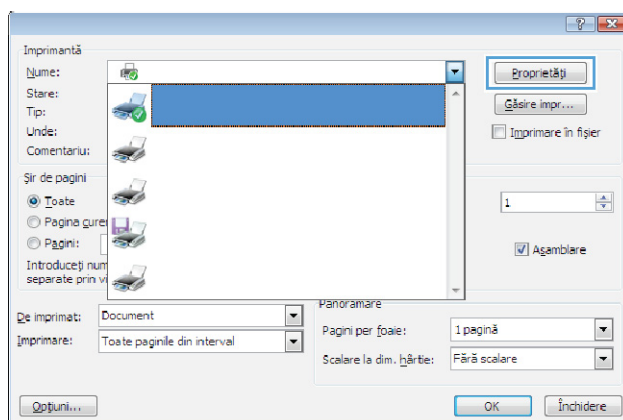 Imprimantă
Nume:
Proprietăți
Stare:
Tip:
Găsire impr...
Unde:
Imprimare în fișier
Comentariu:
Șir de pagini
Toate
1
Pagina curen
Pagini:
Asamblare
Introduceți num
separate prin vi
De imprimat: Document
Panoramare
Imprimare: Toate paginile din interval
Pagini per foaie: 1 pagină
Scalare la dim. hârtie: Fără scalare
Opțiuni...
OK
Închidere